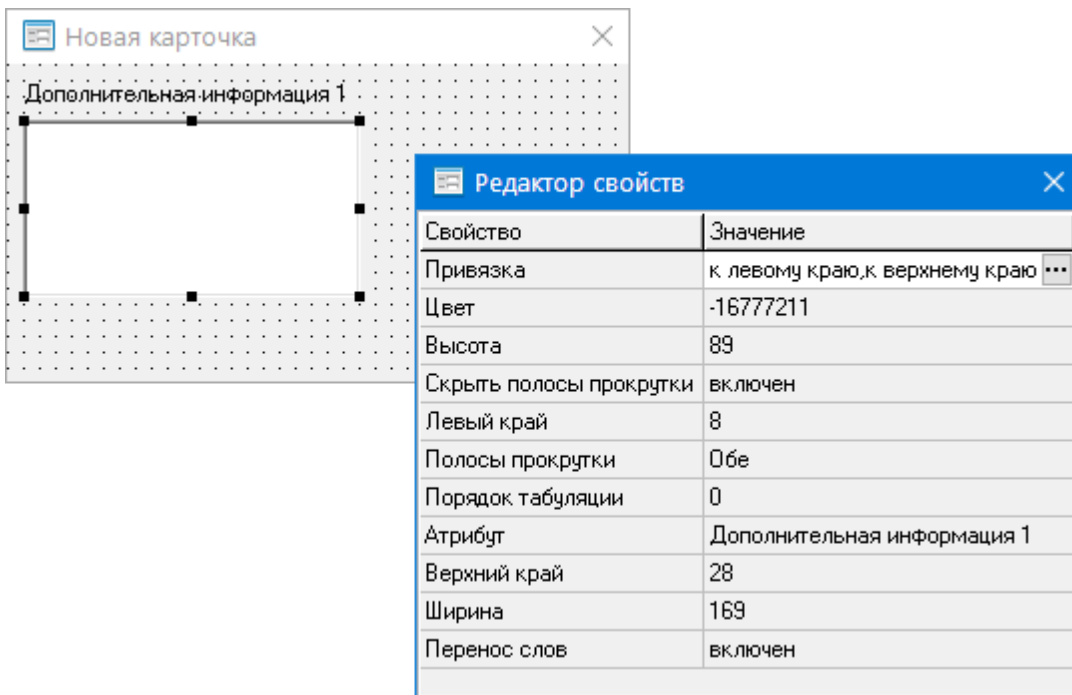 Новая карточка
Дополнительная информация 1
Редактор свойств
Свойство Значение
Привязка к левому краю,к верхнему краю ...
Цвет -16777211
Высота 89
Скрыть полосы прокрутки включен
Левый край 8
Полосы прокрутки Обе
Порядок табуляции 0
Атрибут Дополнительная информация 1
Верхний край 28
Ширина 169
Перенос слов включен